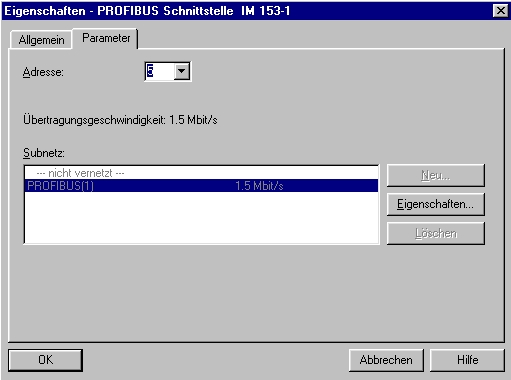 Eigenschaften - PROFIBUS Schnittstelle IM 153-1
Allgemein Parameter
Adresse: 5
Übertragungsgeschwindigkeit: 1.5 Mbit/s
Subnetz:
--- nicht vernetzt ---
PROFIBUS(1) 1.5 Mbit/s
Neu...
Eigenschaften...
Löschen
OK Abbrechen Hilfe